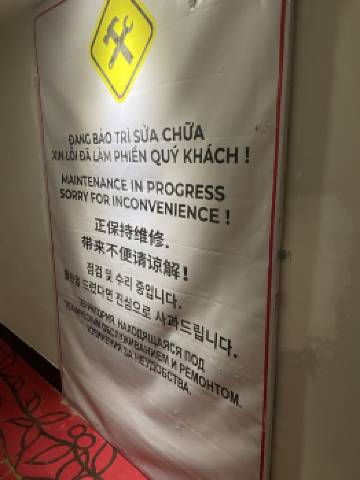 ĐANG BẢO TRÌ SỬA CHỮA
XIN LỖI ĐÃ LÀM PHIỀN QUÝ KHÁCH !
MAINTENANCE IN PROGRESS
SORRY FOR INCONVENIENCE !
正保持维修.
带来不便请谅解!
점검 및 수리 중입니다.
불편을 드렸다면 진심으로 사과드립니다.
ТЕРРИТОРИЯ, НАХОДЯЩАЯСЯ ПОД
ТЕХНИЧЕСКИМ ОБСЛУЖИВАНИЕМ И РЕМОНТОМ.
ИЗВИНЕНИЯ ЗА НЕУДОБСТВА.